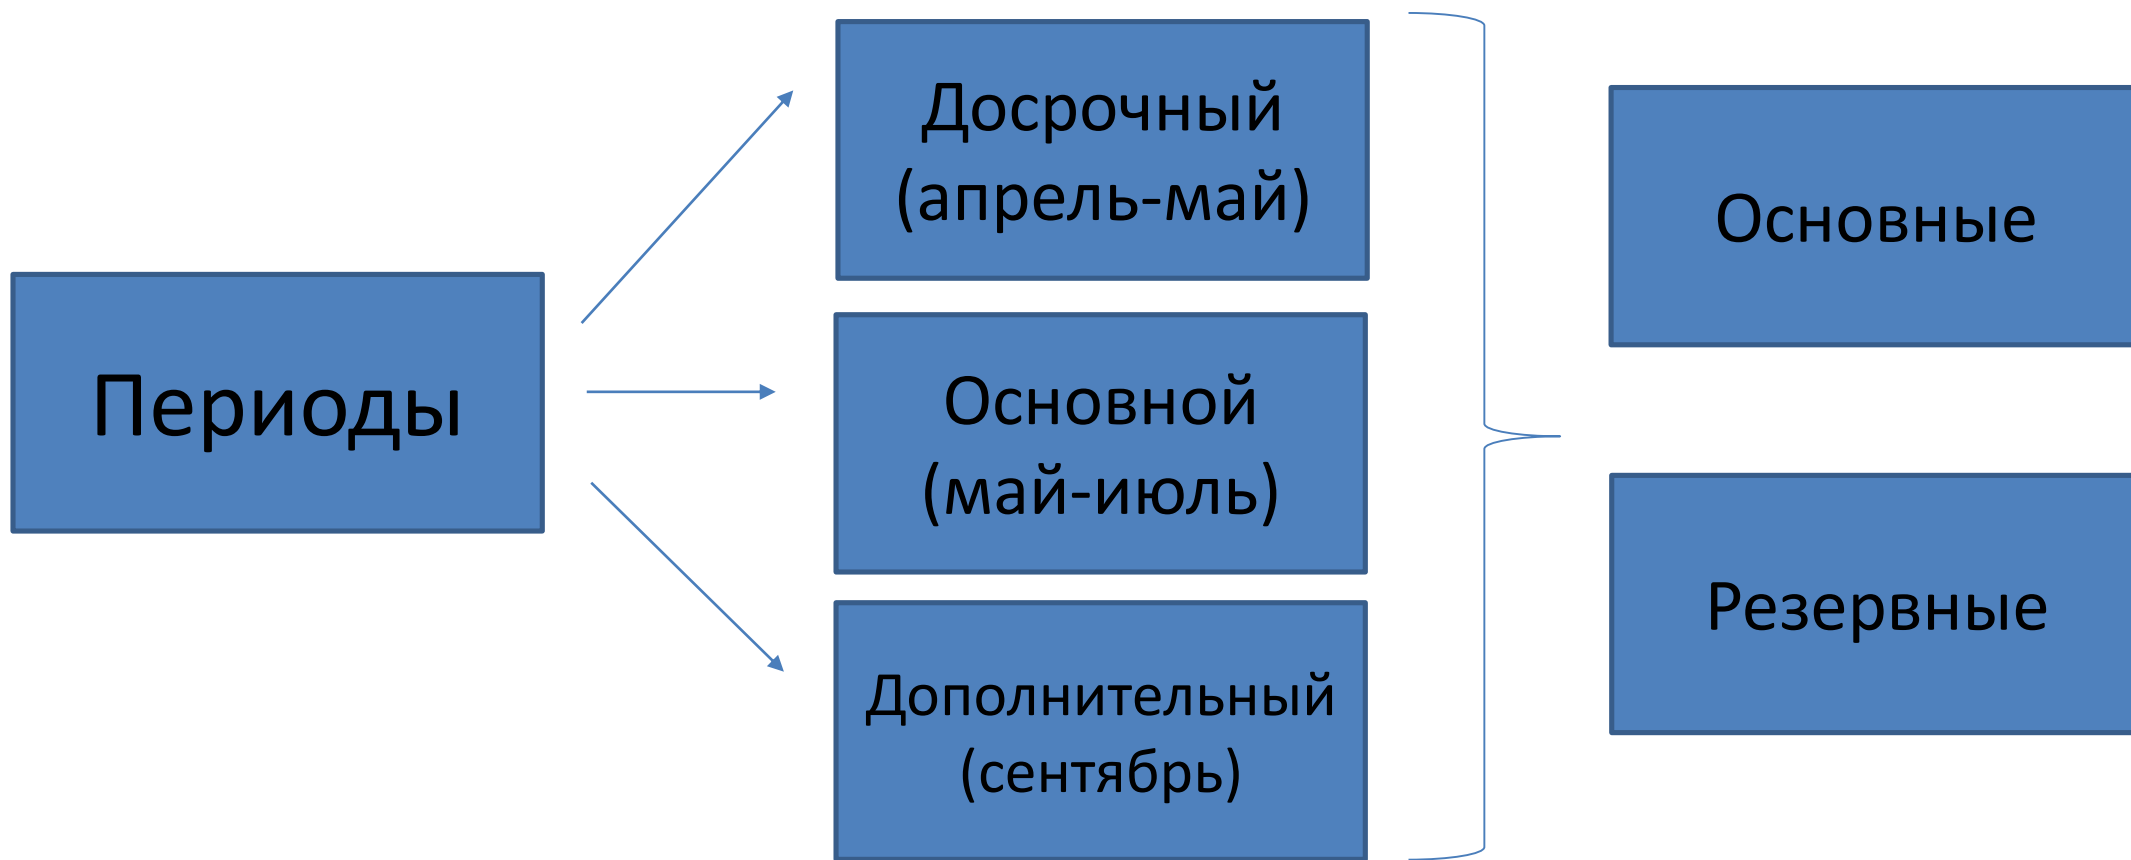 Периоды
Досрочный
(апрель-май)
Основной
(май-июль)
Дополнительный
(сентябрь)
Основные
Резервные